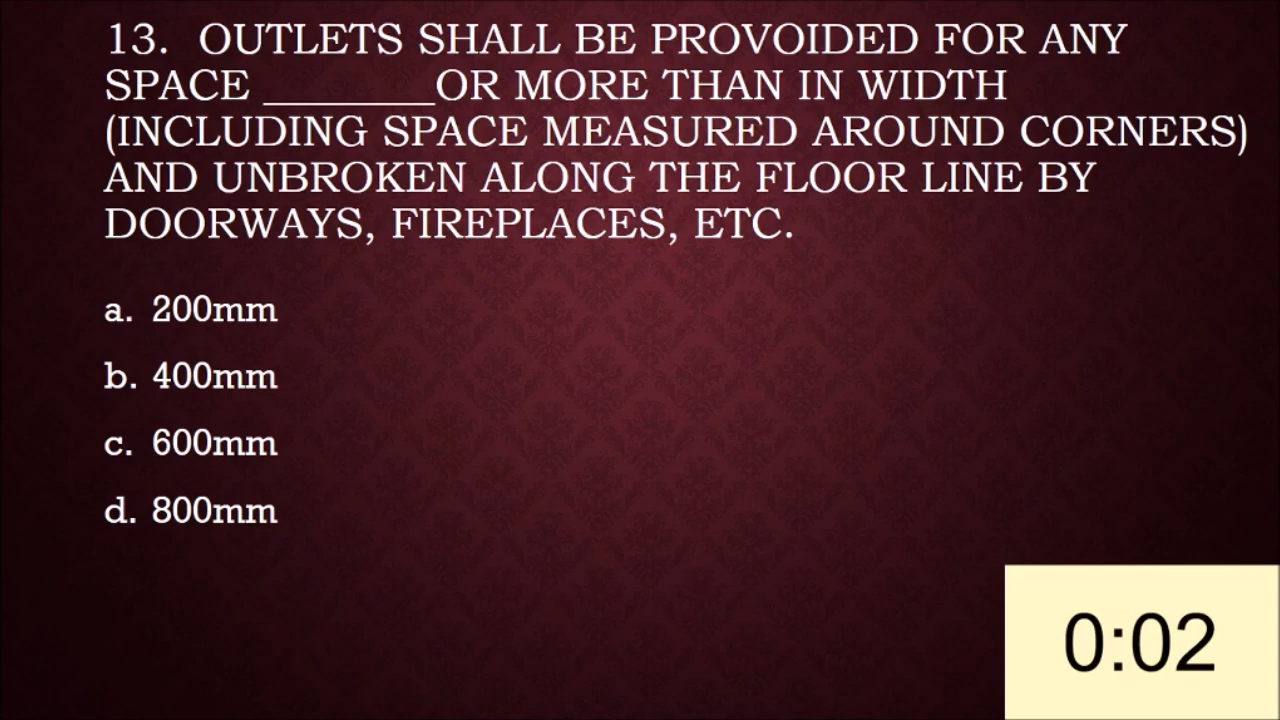 13. OUTLETS SHALL BE PROVOIDED FOR ANY
SPACE ________OR MORE THAN IN WIDTH
(INCLUDING SPACE MEASURED AROUND CORNERS)
AND UNBROKEN ALONG THE FLOOR LINE BY
DOORWAYS, FIREPLACES, ETC.
a. 200mm
b. 400mm
c. 600mm
d. 800mm
0:02